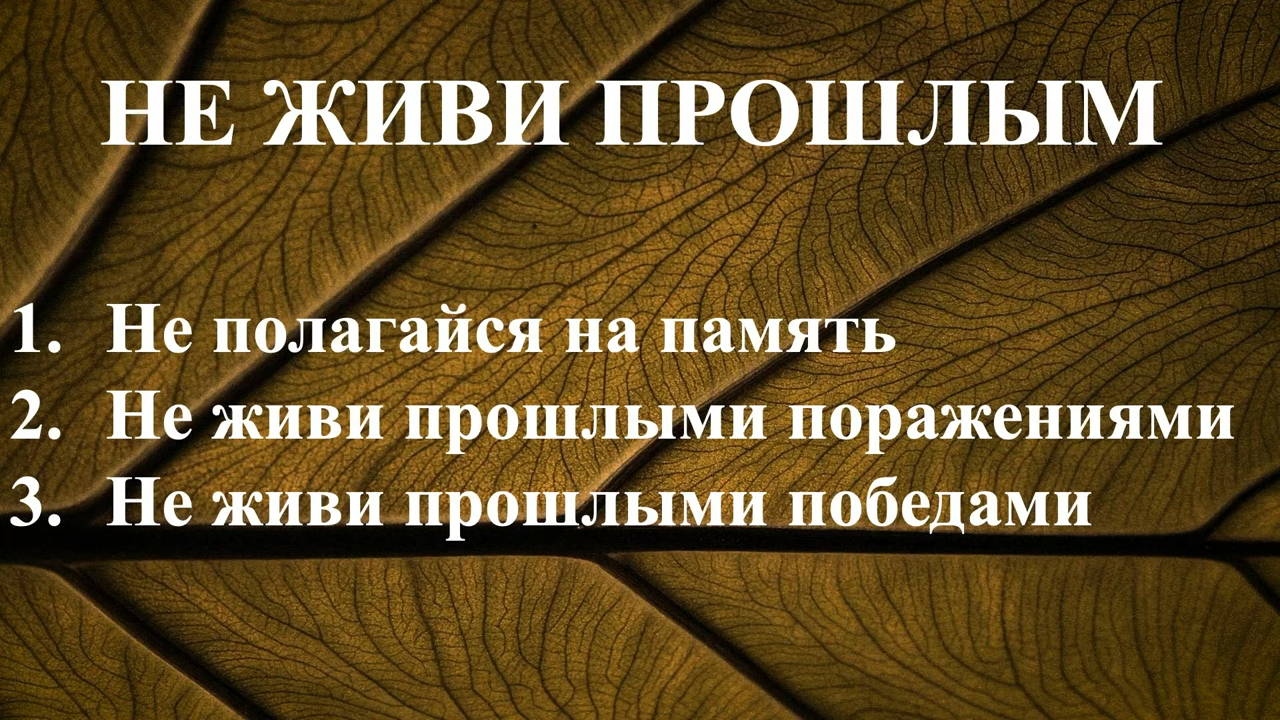 НЕ ЖИВИ ПРОШЛЫМ
1. Не полагайся на память
2. Не живи прошлыми поражениями
3. Не живи прошлыми победами